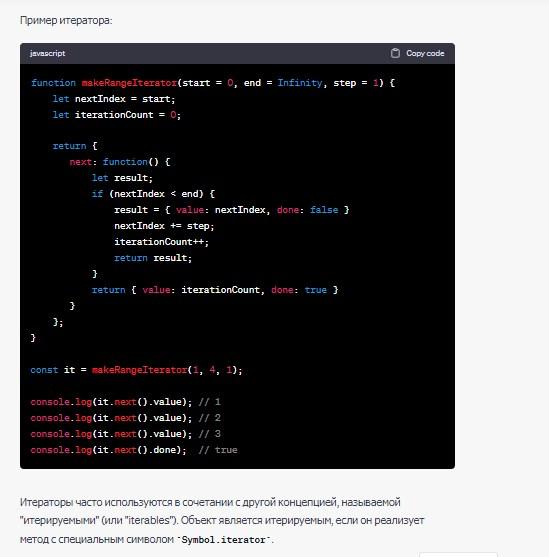 Пример итератора:
javascript Copy code
function makeRangeIterator(start = 0, end = Infinity, step = 1) {
let nextIndex = start;
let iterationCount = 0;
return {
next: function() {
let result;
if (nextIndex < end) {
result = { value: nextIndex, done: false }
nextIndex += step;
iterationCount++;
return result;
}
return { value: iterationCount, done: true }
}
};
}
const it = makeRangeIterator(1, 4, 1);
console.log(it.next().value); // 1
console.log(it.next().value); // 2
console.log(it.next().value); // 3
console.log(it.next().done); // true
Итераторы часто используются в сочетании с другой концепцией, называемой
"итерируемыми" (или "iterables"). Объект является итерируемым, если он реализует
метод с специальным символом `Symbol.iterator`.